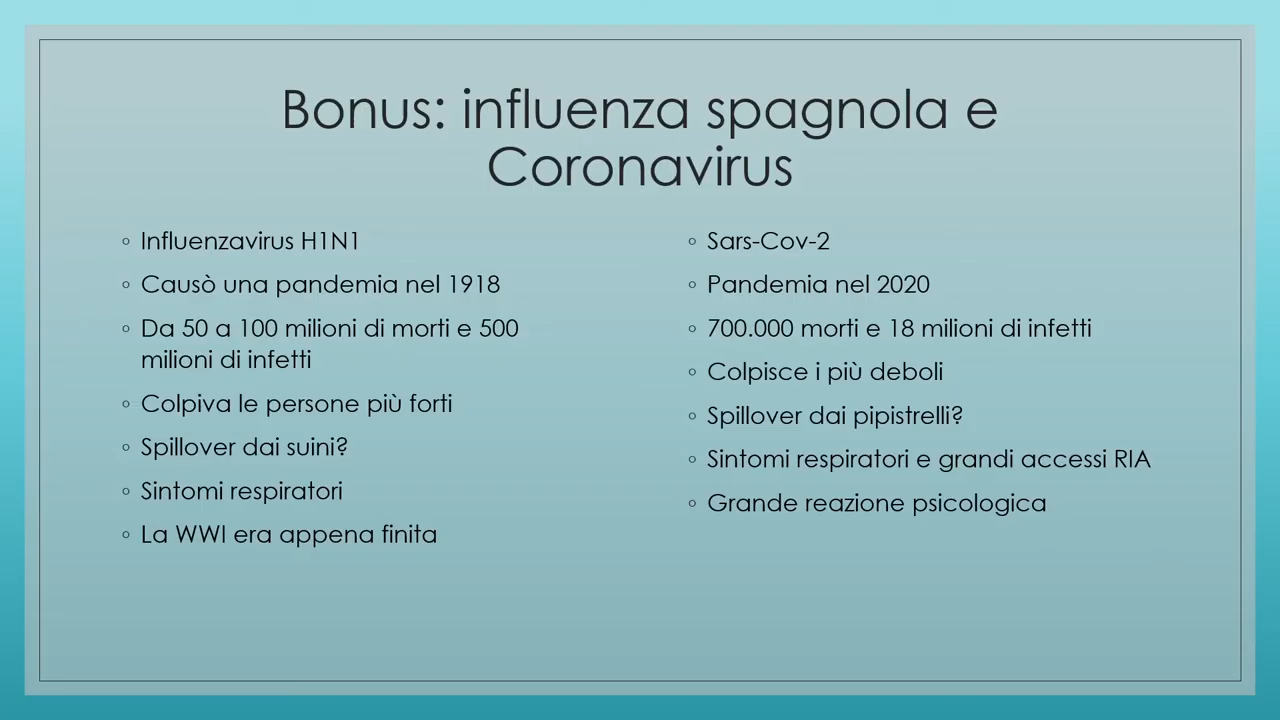 Bonus: influenza spagnola e
Coronavirus
◦ Influenzavirus H1N1
◦ Causò una pandemia nel 1918
◦ Da 50 a 100 milioni di morti e 500
milioni di infetti
◦ Colpiva le persone più forti
◦ Spillover dai suini?
◦ Sintomi respiratori
◦ La WWI era appena finita
◦ Sars-Cov-2
◦ Pandemia nel 2020
◦ 700.000 morti e 18 milioni di infetti
◦ Colpisce i più deboli
◦ Spillover dai pipistrelli?
◦ Sintomi respiratori e grandi accessi RIA
◦ Grande reazione psicologica